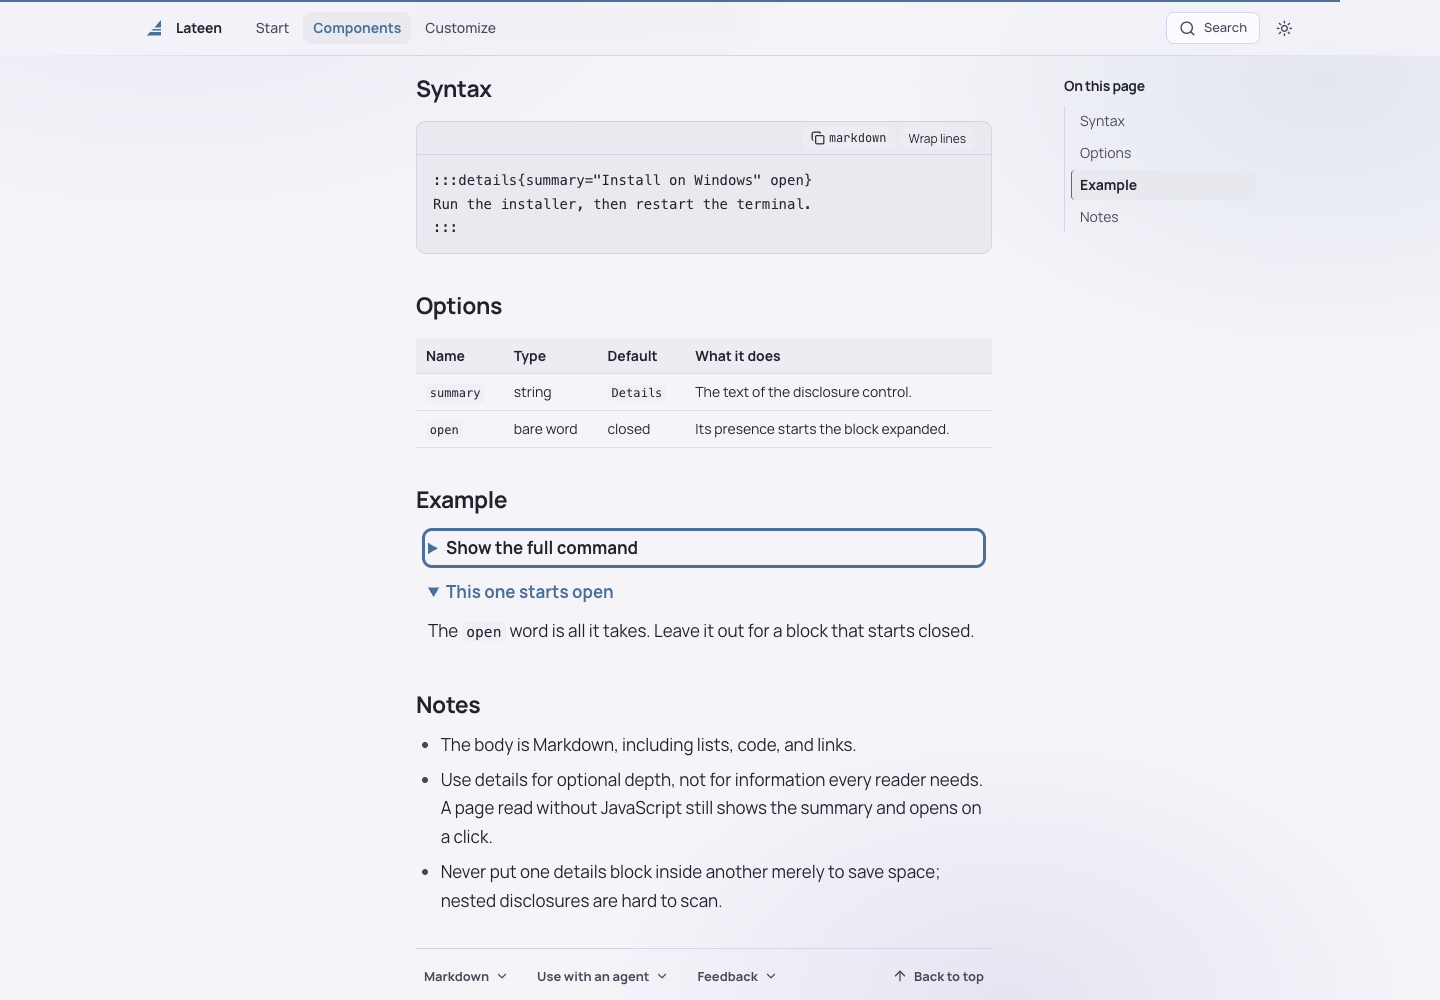 Lateen Start Components Customize Search
Syntax
markdown Wrap lines
:::details{summary="Install on Windows" open}
Run the installer, then restart the terminal.
:::
Options
Name Type Default What it does
summary string Details The text of the disclosure control.
open bare word closed Its presence starts the block expanded.
Example
Show the full command
This one starts open
The open word is all it takes. Leave it out for a block that starts closed.
Notes
The body is Markdown, including lists, code, and links.
Use details for optional depth, not for information every reader needs.
A page read without JavaScript still shows the summary and opens on
a click.
Never put one details block inside another merely to save space;
nested disclosures are hard to scan.
Markdown Use with an agent Feedback Back to top
On this page
Syntax
Options
Example
Notes